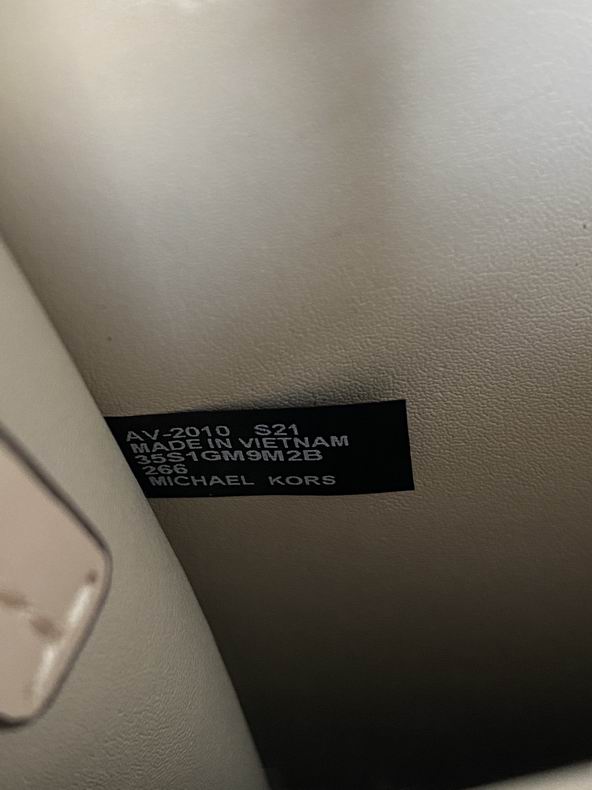 AV-2010 S21
MADE IN VIETNAM
35S1GM9M2B
266
MICHAEL KORS